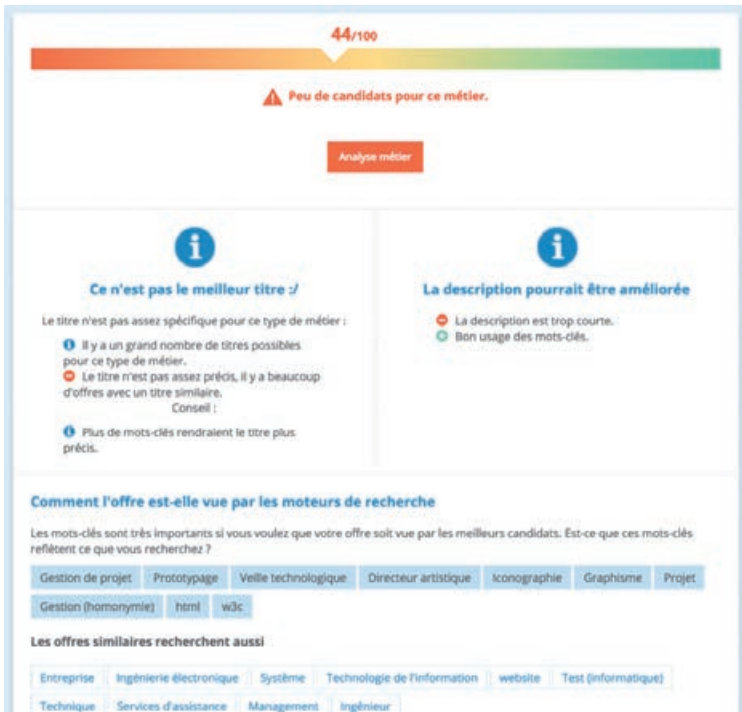 44/100
Peu de candidats pour ce métier.
Analyse métier
Ce n'est pas le meilleur titre :/
Le titre n'est pas assez spécifique pour ce type de métier :
Il y a un grand nombre de titres possibles
pour ce type de métier.
Le titre n'est pas assez précis, il y a beaucoup
d'offres avec un titre similaire.
Conseil :
Plus de mots-clés rendraient le titre plus
précis.
La description pourrait être améliorée
La description est trop courte.
Bon usage des mots-clés.
Comment l'offre est-elle vue par les moteurs de recherche
Les mots-clés sont très importants si vous voulez que votre offre soit vue par les meilleurs candidats. Est-ce que ces mots-clés
reflètent ce que vous recherchez ?
Gestion de projet Prototypage Veille technologique Directeur artistique Iconographie Graphisme Projet
Gestion (homonymie) html w3c
Les offres similaires recherchent aussi
Entreprise Ingénierie électronique Système Technologie de l'information website Test (informatique)
Technique Services d'assistance Management Ingénieur